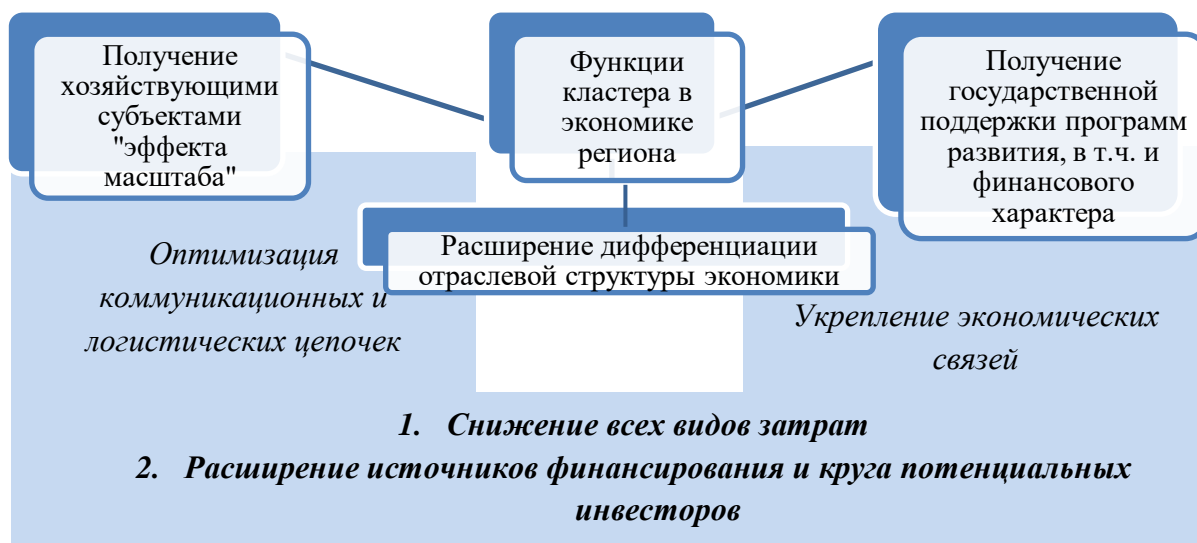 Получение
хозяйствующими
субъектами
"эффекта
масштаба"
Функции
кластера в
экономике
региона
Получение
государственной
поддержки программ
развития, в т.ч. и
финансового
характера
Расширение дифференциации
отраслевой структуры экономики
Оптимизация
коммуникационных и
логистических цепочек
Укрепление экономических
связей
1. Снижение всех видов затрат
2. Расширение источников финансирования и круга потенциальных
инвесторов